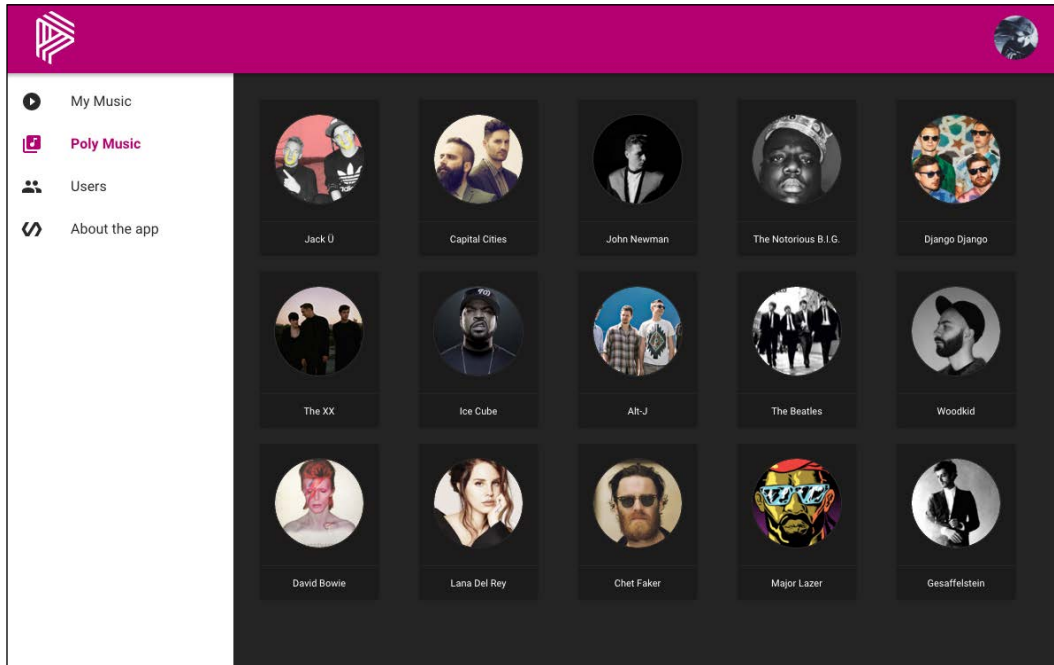 My Music
Poly Music
Users
About the app
Jack Ü
Capital Cities
John Newman
The Notorious B.I.G.
Django Django
The XX
Ice Cube
Alt-J
The Beatles
Woodkid
David Bowie
Lana Del Rey
Chet Faker
Major Lazer
Gesaffelstein